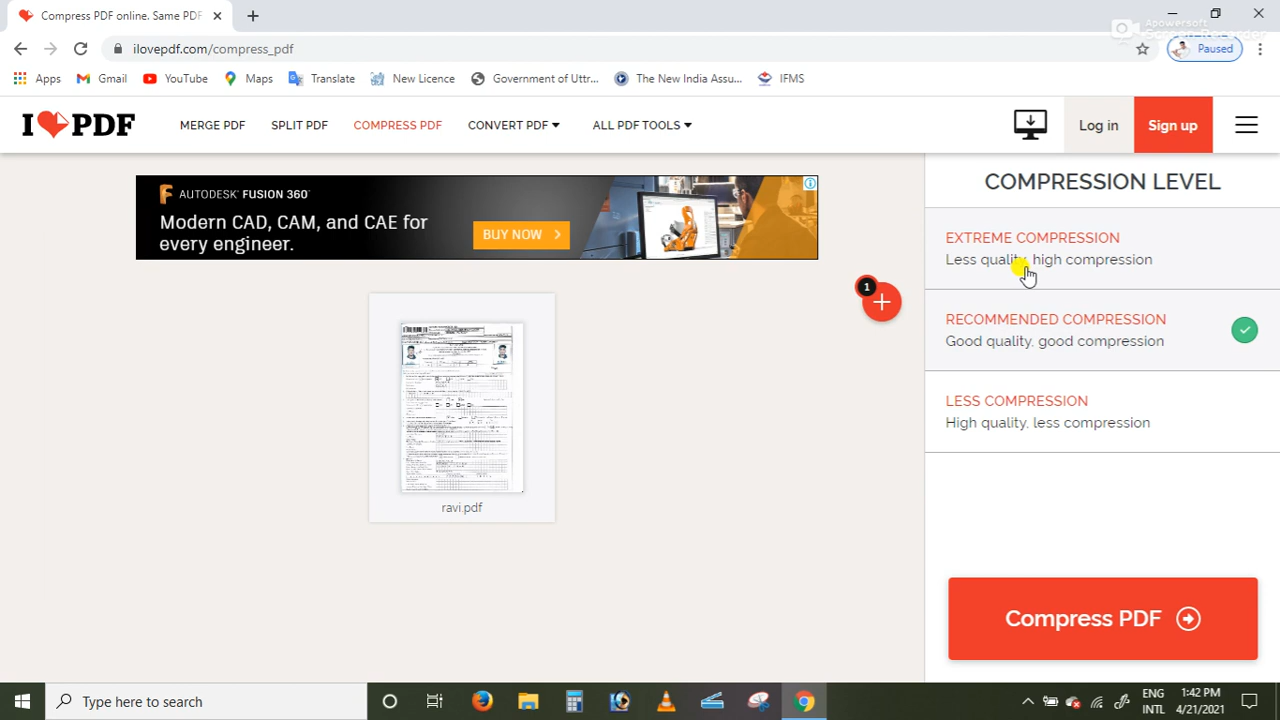 Compress PDF online. Same PDF
Apowersoft
Screen Recorder
ilovepdf.com/compress_pdf
Paused
Apps
Gmail
YouTube
Maps
Translate
New Licence
Government of Uttr...
The New India Assu...
IFMS
I PDF
MERGE PDF
SPLIT PDF
COMPRESS PDF
CONVERT PDF
ALL PDF TOOLS
Log in
Sign up
AUTODESK® FUSION 360™
Modern CAD, CAM, and CAE for
every engineer.
BUY NOW
1
ravi.pdf
COMPRESSION LEVEL
EXTREME COMPRESSION
Less quality, high compression
RECOMMENDED COMPRESSION
Good quality, good compression
LESS COMPRESSION
High quality, less compression
Compress PDF
Type here to search
ENG
INTL
1:42 PM
4/21/2021